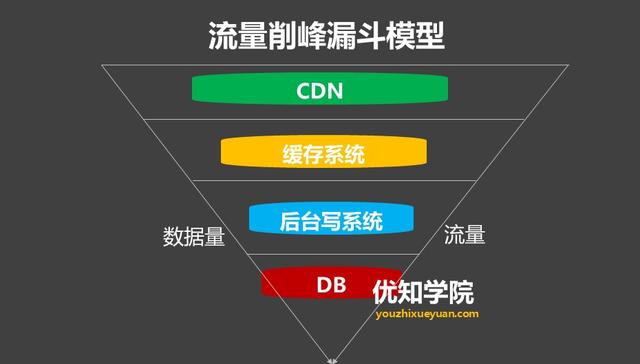 流量削峰漏斗模型
CDN
缓存系统
后台写系统
数据量
流量
DB
优知学院
youzhixueyuan.com